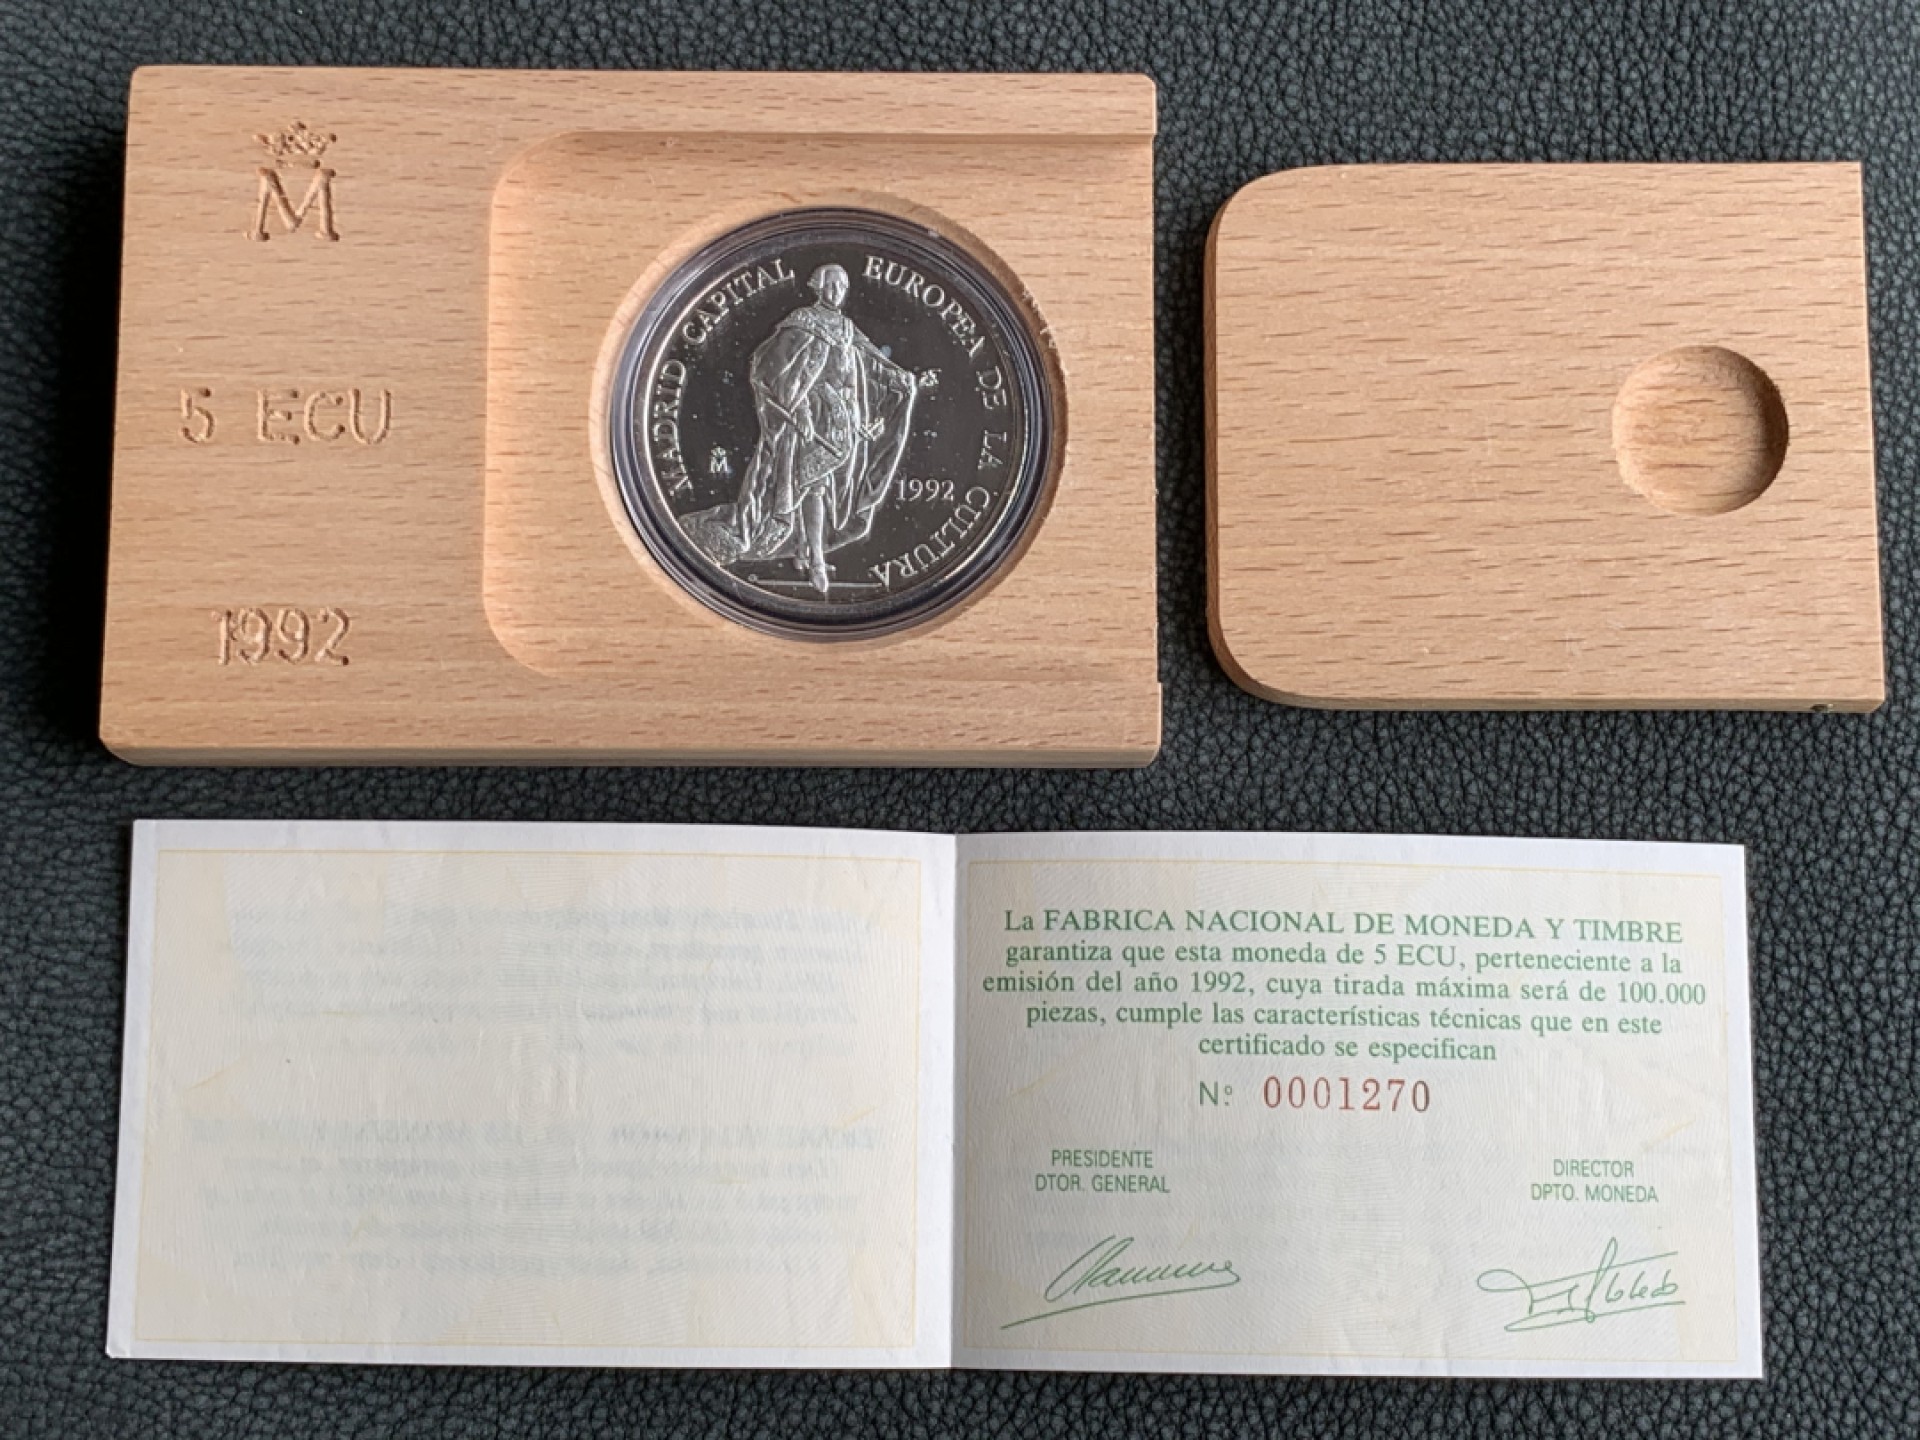 M
5 ECU
1992
MADRID CAPITAL EUROPEA DE LA CULTURA
M
1992
La FABRICA NACIONAL DE MONEDA Y TIMBRE
garantiza que esta moneda de 5 ECU, perteneciente a la
emisión del año 1992, cuya tirada máxima será de 100.000
piezas, cumple las características técnicas que en este
certificado se especifican
Nº 0001270
PRESIDENTE
DTOR. GENERAL
DIRECTOR
DPTO. MONEDA